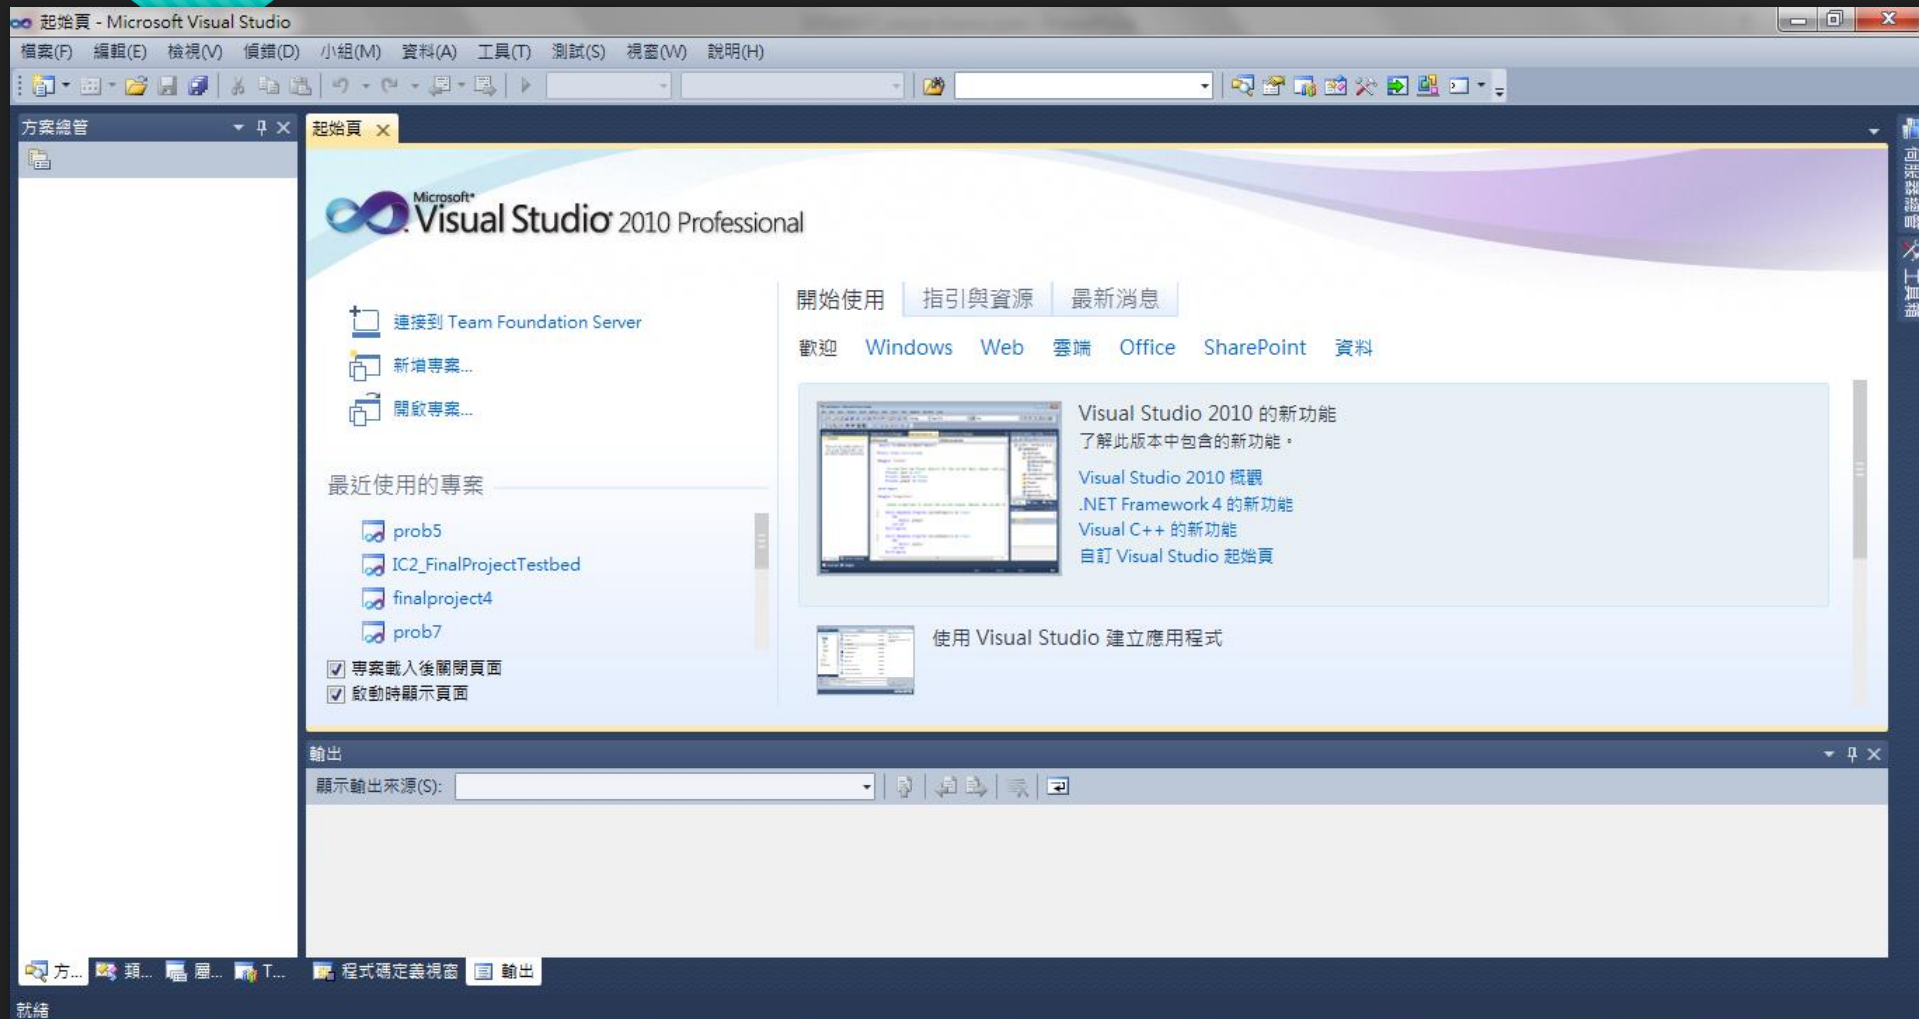 起始頁 - Microsoft Visual Studio
檔案(F) 編輯(E) 檢視(V) 偵錯(D) 小組(M) 資料(A) 工具(T) 測試(S) 視窗(W) 說明(H)
方案總管
起始頁
Microsoft
Visual Studio 2010 Professional
連接到 Team Foundation Server
新增專案...
開啟專案...
最近使用的專案
prob5
IC2_FinalProjectTestbed
finalproject4
prob7
專案載入後關閉頁面
啟動時顯示頁面
開始使用 指引與資源 最新消息
歡迎 Windows Web 雲端 Office SharePoint 資料
Visual Studio 2010 的新功能
了解此版本中包含的新功能。
Visual Studio 2010 概觀
.NET Framework 4 的新功能
Visual C++ 的新功能
自訂 Visual Studio 起始頁
使用 Visual Studio 建立應用程式
伺服器總管
工具箱
輸出
顯示輸出來源(S):
方... 類... 屬... T... 程式碼定義視窗 輸出
就緒